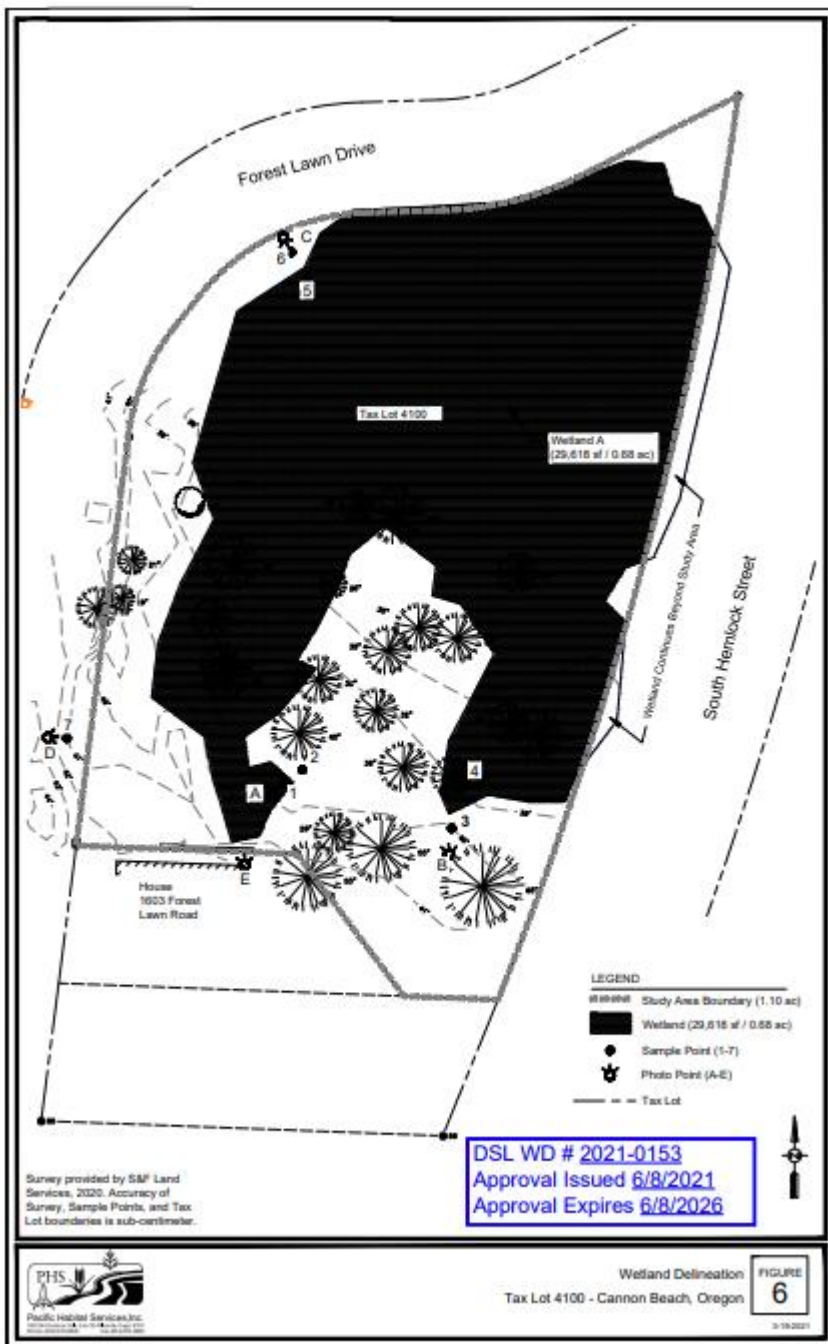 Forest Lawn Drive
C
6
5
Tax Lot 4100
Wetland A
(29,618 sf / 0.68 ac)
Wetland Continues Beyond Study Area
South Hemlock Street
D
2
A
1
4
3
B
E
House
1603 Forest
Lawn Road
LEGEND
Study Area Boundary (1.10 ac)
Wetland (29,618 sf / 0.68 ac)
Sample Point (1-7)
Photo Point (A-E)
Tax Lot
DSL WD # 2021-0153
Approval Issued 6/8/2021
Approval Expires 6/8/2026
Survey provided by S&F Land
Services, 2020. Accuracy of
Survey, Sample Points, and Tax
Lot boundaries is sub-centimeter.
PHS
Pacific Habitat Services, Inc.
Wetland Delineation
Tax Lot 4100 - Cannon Beach, Oregon
FIGURE
6
3-19-2021